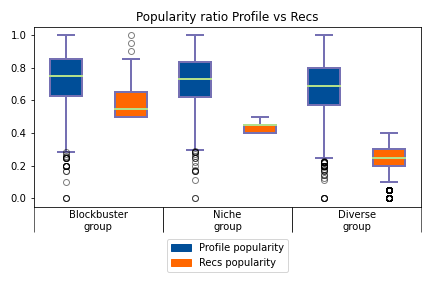 Popularity ratio Profile vs Recs
1.0
0.8
0.6
0.4
0.2
0.0
Blockbuster
group
Niche
group
Diverse
group
Profile popularity
Recs popularity